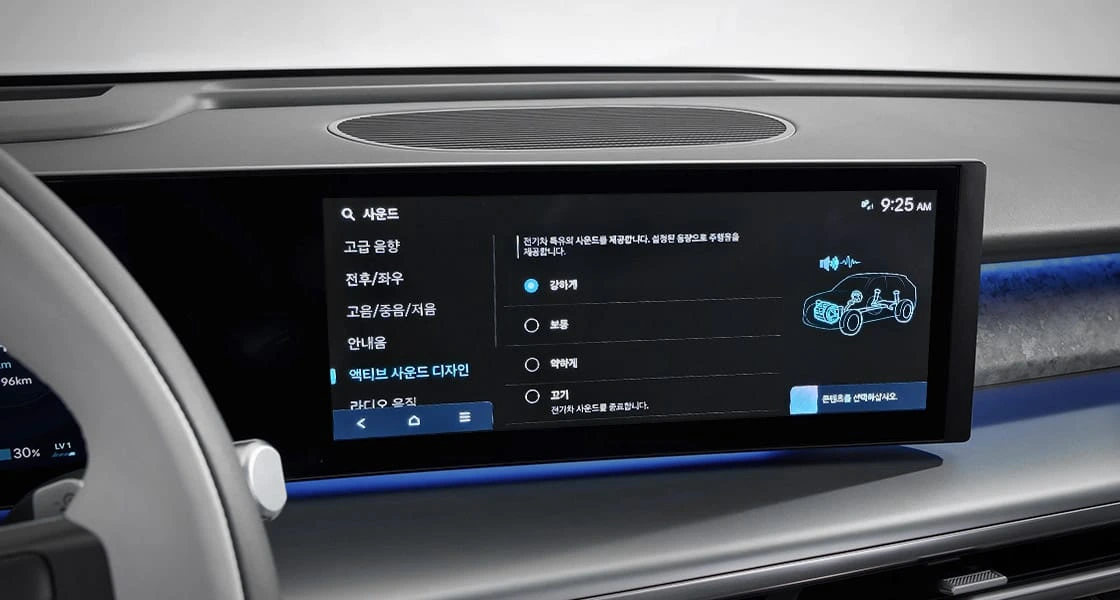 사운드
9:25 AM
고급 음향
전후/좌우
고음/중음/저음
안내음
액티브 사운드 디자인
라디오 음질
전기차 특유의 사운드를 제공합니다. 설정된 음량으로 주행음을
제공합니다.
강하게
보통
약하게
끄기
전기차 사운드를 종료합니다.
콘텐츠를 선택하십시오.
96km
30%
LV 1